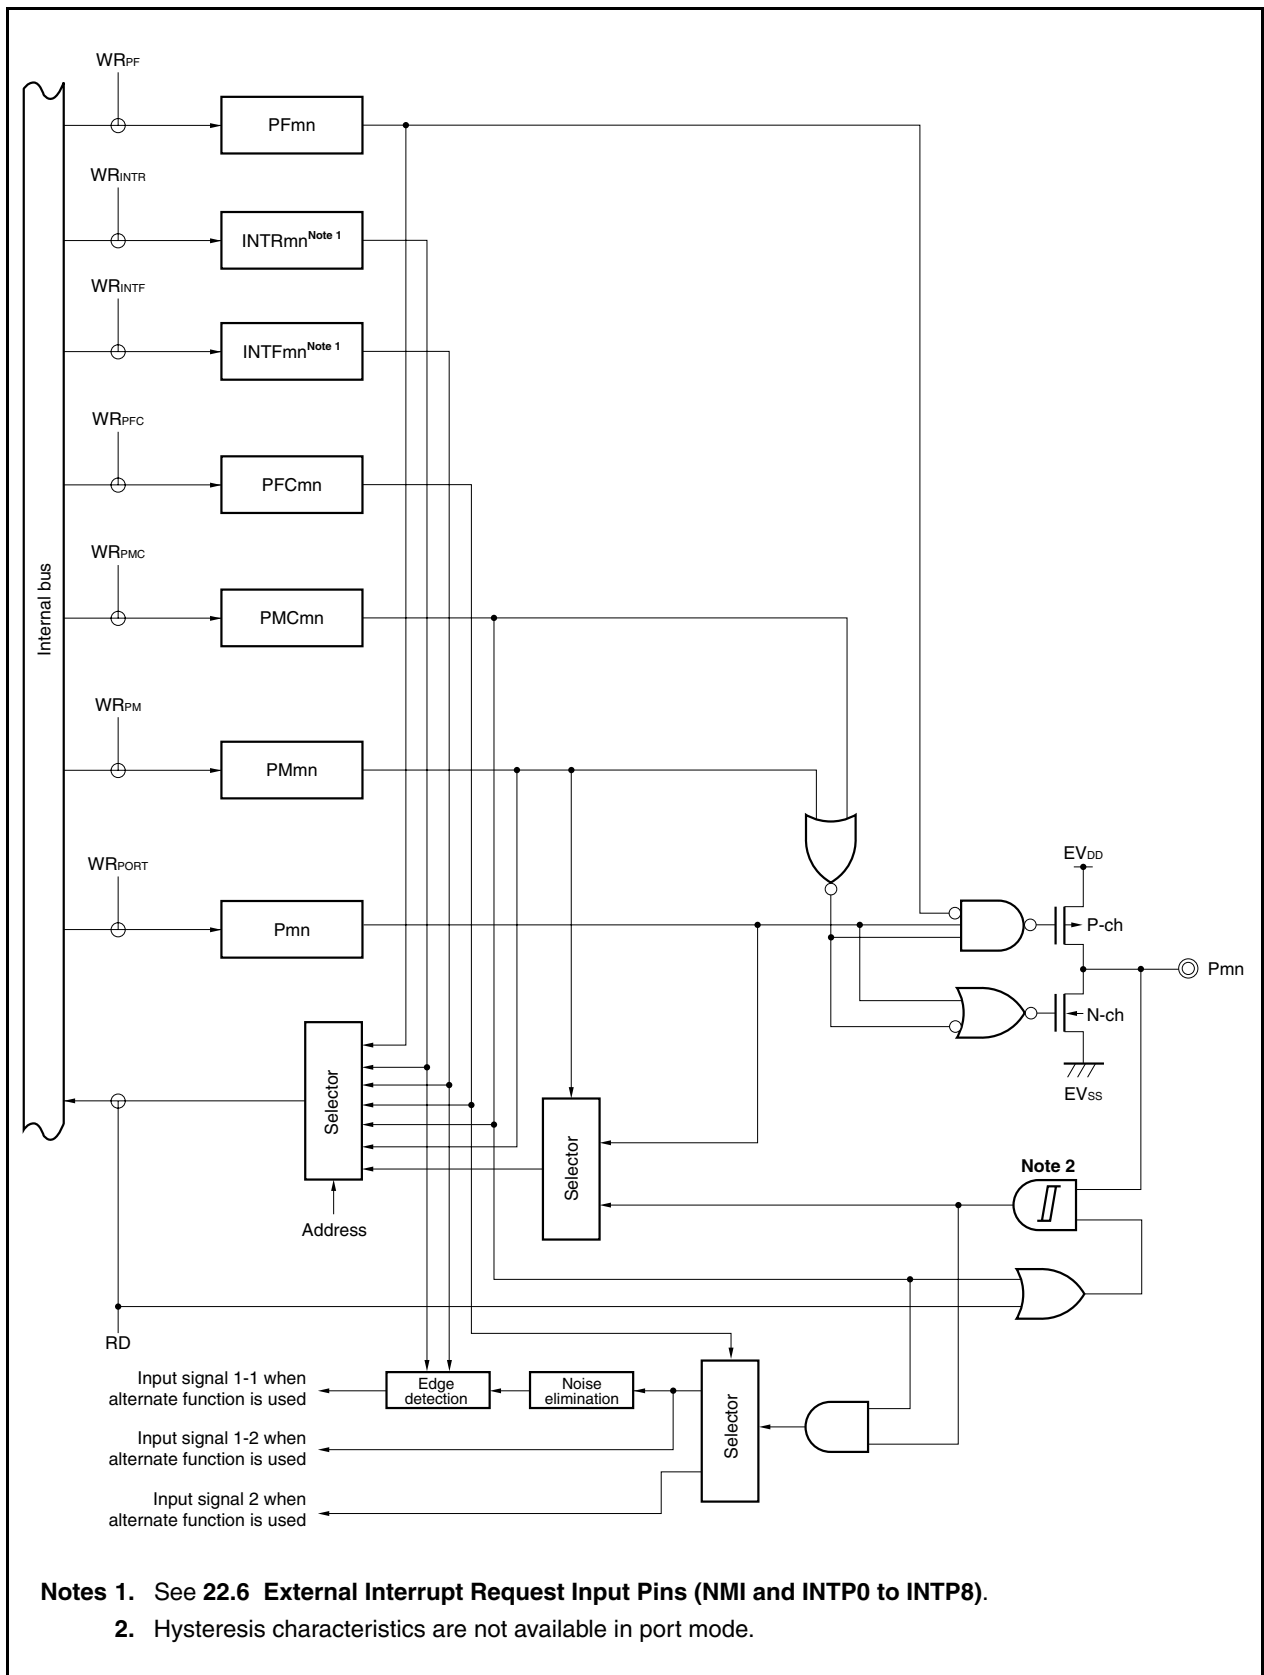 WRPF
PFmn
WRINTR
INTRmnNote 1
WRINTF
INTFmnNote 1
WRPFC
PFCmn
WRPMC
PMCmn
Internal bus
WRPM
PMmn
WRPORT
Pmn
EVDD
P-ch
Pmn
N-ch
EVSS
Selector
Address
Selector
Note 2
RD
Input signal 1-1 when
alternate function is used
Edge
detection
Noise
elimination
Selector
Input signal 1-2 when
alternate function is used
Input signal 2 when
alternate function is used
Notes 1. See 22.6 External Interrupt Request Input Pins (NMI and INTP0 to INTP8).
2. Hysteresis characteristics are not available in port mode.